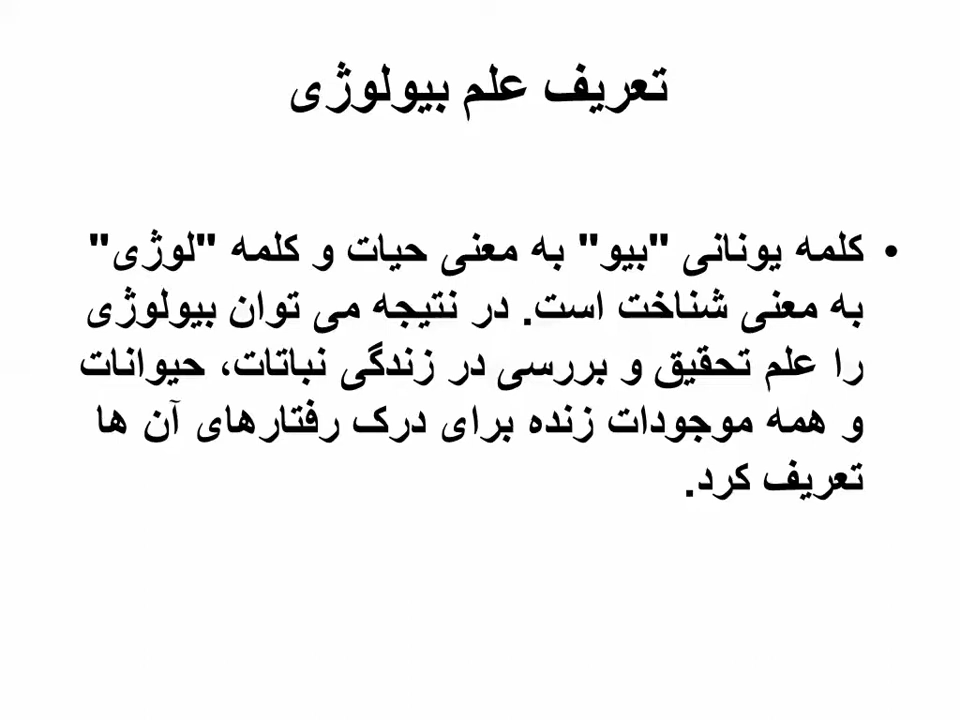 تعریف علم بیولوژی
• کلمه یونانی "بیو" به معنی حیات و کلمه "لوژی"
به معنی شناخت است. در نتیجه می توان بیولوژی
را علم تحقیق و بررسی در زندگی نباتات، حیوانات
و همه موجودات زنده برای درک رفتارهای آن ها
تعریف کرد.